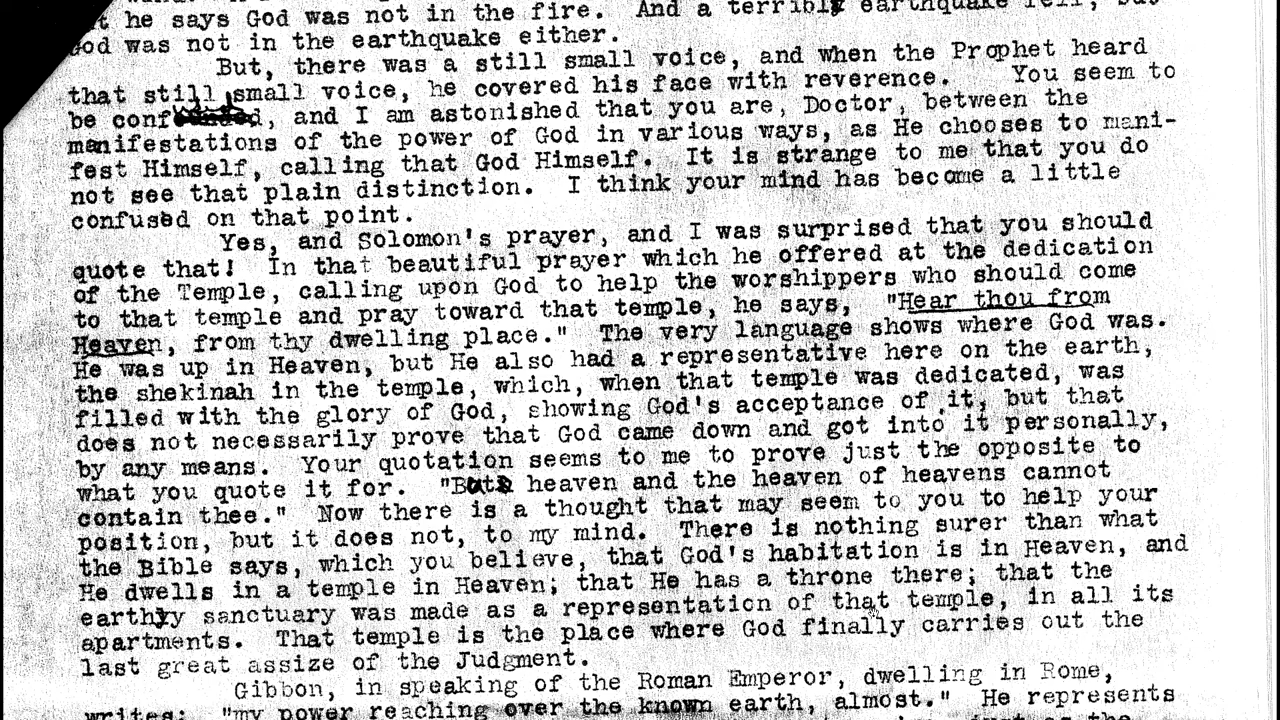 he says God was not in the fire. And a terribly earthquake fell, but
God was not in the earthquake either.
But, there was a still small voice, and when the Prophet heard
that still small voice, he covered his face with reverence. You seem to
be conf d, and I am astonished that you are, Doctor, between the
manifestations of the power of God in various ways, as He chooses to mani-
fest Himself, calling that God Himself. It is strange to me that you do
not see that plain distinction. I think your mind has become a little
confused on that point.
Yes, and Solomon's prayer, and I was surprised that you should
quote that! In that beautiful prayer which he offered at the dedication
of the Temple, calling upon God to help the worshippers who should come
to that temple and pray toward that temple, he says, "Hear thou from
Heaven, from thy dwelling place." The very language shows where God was.
He was up in Heaven, but He also had a representative here on the earth,
the shekinah in the temple, which, when that temple was dedicated, was
filled with the glory of God, showing God's acceptance of it, but that
does not necessarily prove that God came down and got into it personally,
by any means. Your quotation seems to me to prove just the opposite to
what you quote it for. heaven and the heaven of heavens cannot
contain thee." Now there is a thought that may seem to you to help your
position, but it does not, to my mind. There is nothing surer than what
the Bible says, which you believe, that God's habitation is in Heaven, and
He dwells in a temple in Heaven; that He has a throne there; that the
earthly sanctuary was made as a representation of that temple, in all its
apartments. That temple is the place where God finally carries out the
last great assize of the Judgment.
Gibbon, in speaking of the Roman Emperor, dwelling in Rome,
writes: "my power reaching over the known earth, almost." He represents